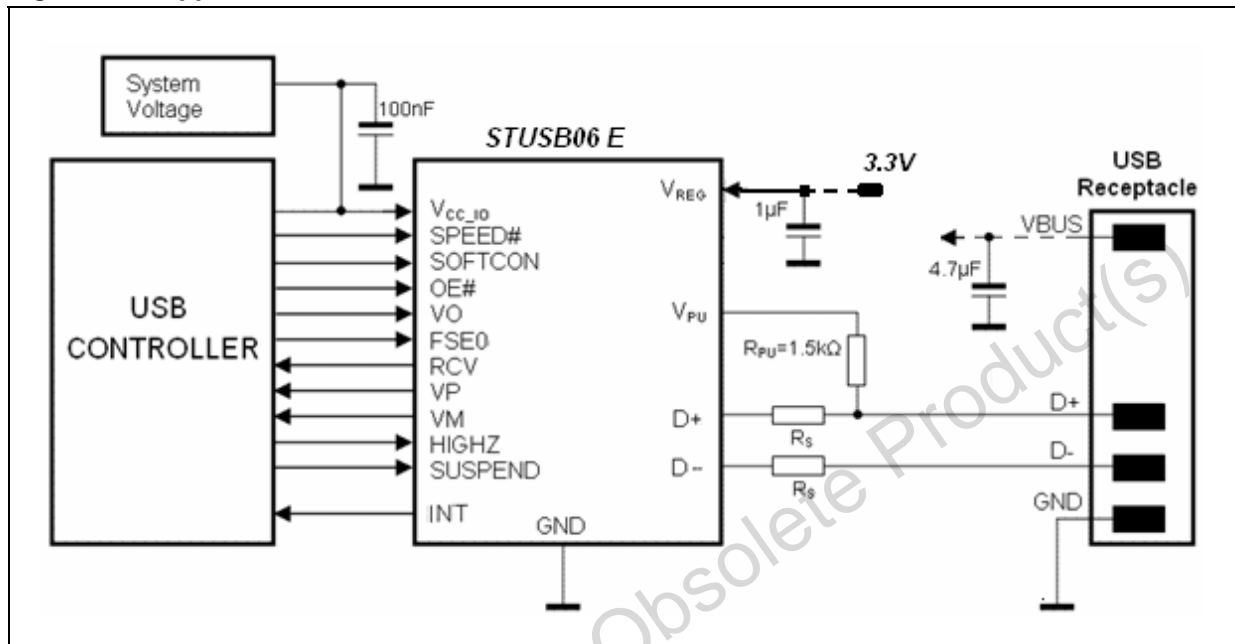 System
Voltage
100nF
STUSB06 E
3.3V
USB
Receptacle
USB
CONTROLLER
VCC_IO
SPEED#
SOFTCON
OE#
VO
FSE0
RCV
VP
VM
HIGHZ
SUSPEND
INT
GND
VREG
1µF
VPU
RPU=1.5kΩ
D+
RS
D-
RS
VBUS
4.7µF
D+
D-
GND
Obsolete Product(s)